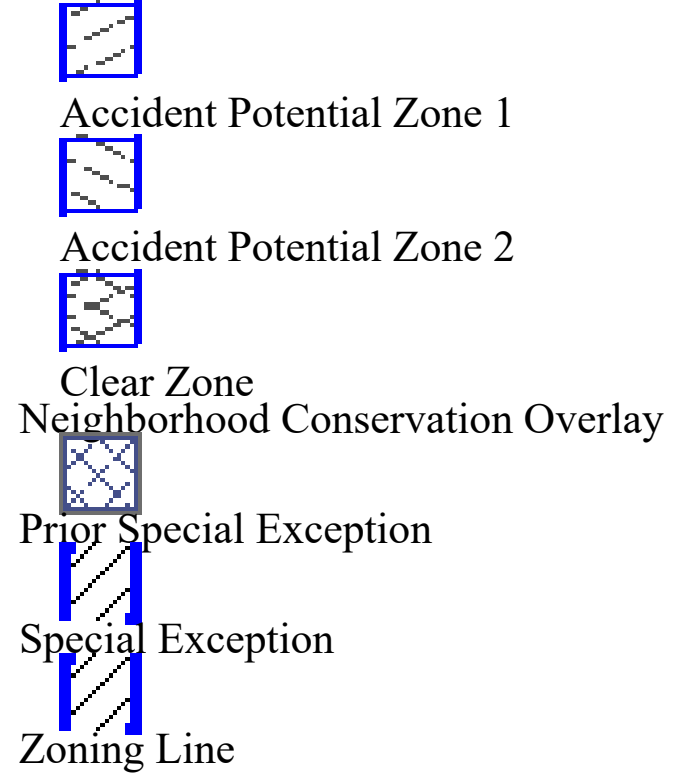 Accident Potential Zone 1
Accident Potential Zone 2
Clear Zone
Neighborhood Conservation Overlay
Prior Special Exception
Special Exception
Zoning Line